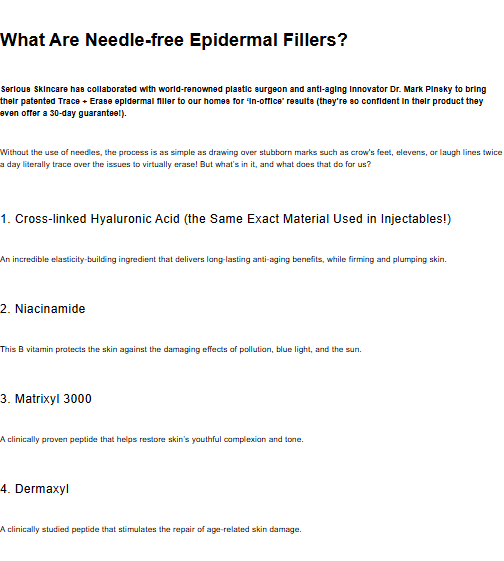 What Are Needle-free Epidermal Fillers?
Serious Skincare has collaborated with world-renowned plastic surgeon and anti-aging innovator Dr. Mark Pinsky to bring
their patented Trace + Erase epidermal filler to our homes for 'in-office' results (they're so confident in their product they
even offer a 30-day guarantee!).
Without the use of needles, the process is as simple as drawing over stubborn marks such as crow's feet, elevens, or laugh lines twice
a day literally trace over the issues to virtually erase! But what's in it, and what does that do for us?
1. Cross-linked Hyaluronic Acid (the Same Exact Material Used in Injectables!)
An incredible elasticity-building ingredient that delivers long-lasting anti-aging benefits, while firming and plumping skin.
2. Niacinamide
This B vitamin protects the skin against the damaging effects of pollution, blue light, and the sun.
3. Matrixyl 3000
A clinically proven peptide that helps restore skin's youthful complexion and tone.
4. Dermaxyl
A clinically studied peptide that stimulates the repair of age-related skin damage.